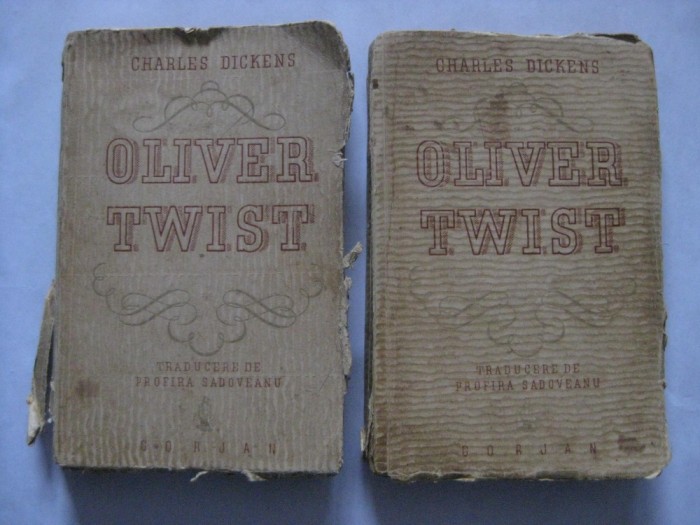 CHARLES DICKENS
OLIVER
TWIST
TRADUCERE DE
PROFIRA SADOVEANU
GORJAN
CHARLES DICKENS
OLIVER
TWIST
TRADUCERE DE
PROFIRA SADOVEANU
GORJAN